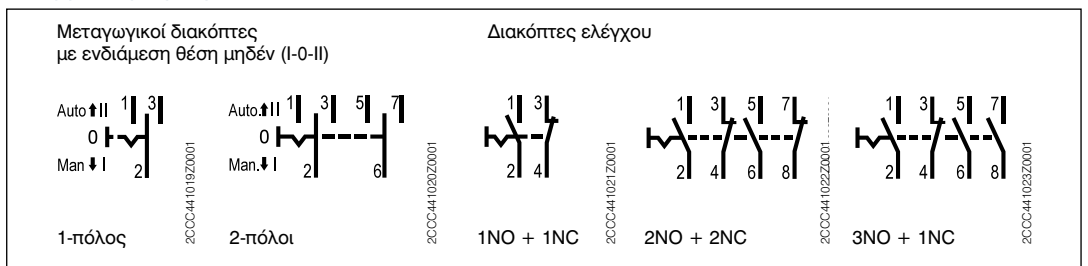 Μεταγωγικοί διακόπτες
με ενδιάμεση θέση μηδέν (I-0-II)
Διακόπτες ελέγχου
Auto II 1 3
0
Man I 2
2CCC441019Z0001
Auto. II 1 3 5 7
0
Man. I 2 6
2CCC441020Z0001
1 3
2 4
2CCC441021Z0001
1 3 5 7
2 4 6 8
2CCC441022Z0001
1 3 5 7
2 4 6 8
2CCC441023Z0001
1-πόλος
2-πόλοι
1NO + 1NC
2NO + 2NC
3NO + 1NC